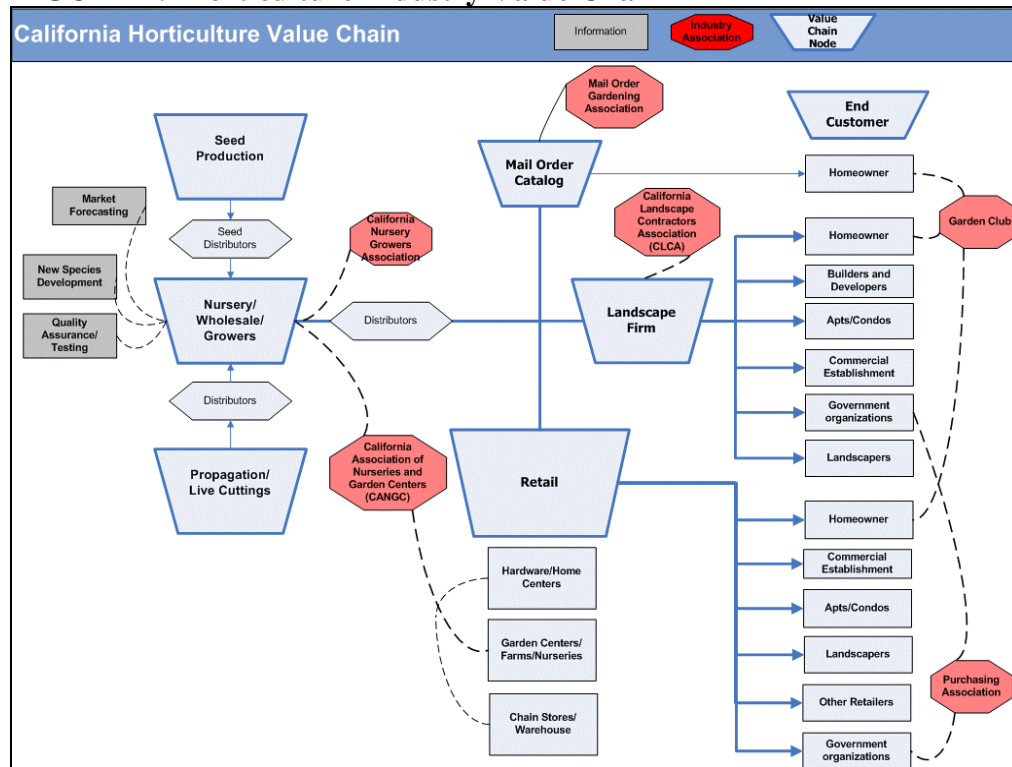 California Horticulture Value Chain
Information
Industry
Association
Value
Chain
Node
Mail Order
Gardening
Association
End
Customer
Seed
Production
Mail Order
Catalog
Homeowner
Market
Forecasting
California
Landscape
Contractors
Association
(CLCA)
Garden Club
Seed
Distributors
California
Nursery
Growers
Association
Homeowner
New Species
Development
Builders and
Developers
Nursery/
Wholesale/
Growers
Distributors
Landscape
Firm
Apts/Condos
Quality
Assurance/
Testing
Commercial
Establishment
Distributors
Government
organizations
Propagation/
Live Cuttings
California
Association of
Nurseries and
Garden Centers
(CANGC)
Retail
Landscapers
Homeowner
Hardware/Home
Centers
Commercial
Establishment
Apts/Condos
Garden Centers/
Farms/Nurseries
Landscapers
Purchasing
Association
Other Retailers
Chain Stores/
Warehouse
Government
organizations